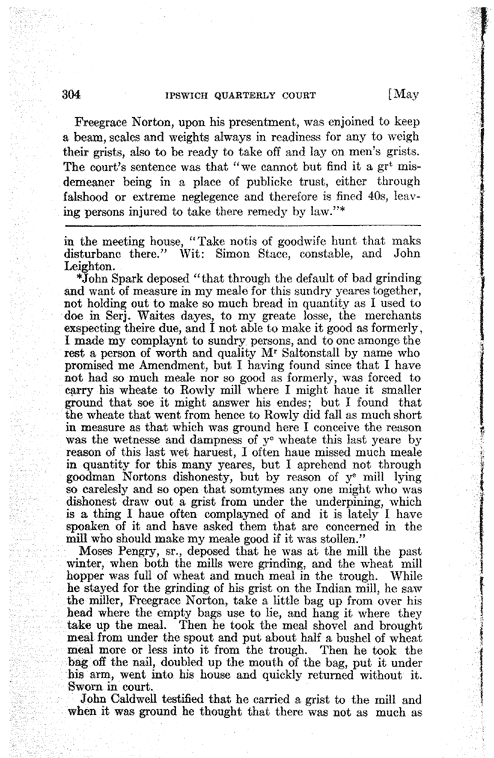 304 IPSWICH QUARTERLY COURT [May
Freegrace Norton, upon his presentment, was enjoined to keep
a beam, scales and weights always in readiness for any to weigh
their grists, also to be ready to take off and lay on men's grists.
The court's sentence was that "we cannot but find it a grt mis-
demeaner being in a place of publicke trust, either through
falshood or extreme neglegence and therefore is fined 40s, leav-
ing persons injured to take there remedy by law."*
in the meeting house, "Take notis of goodwife hunt that maks
disturbanc there." Wit: Simon Stace, constable, and John
Leighton.
*John Spark deposed "that through the default of bad grinding
and want of measure in my meale for this sundry yeares together,
not holding out to make so much bread in quantity as I used to
doe in Serj. Waites dayes, to my greate losse, the merchants
exspecting theire due, and I not able to make it good as formerly,
I made my complaynt to sundry persons, and to one amonge the
rest a person of worth and quality Mr Saltonstall by name who
promised me Amendment, but I having found since that I have
not had so much meale nor so good as formerly, was forced to
carry his wheate to Rowly mill where I might haue it smaller
ground that soe it might answer his endes; but I found that
the wheate that went from hence to Rowly did fall as much short
in measure as that which was ground here I conceive the reason
was the wetnesse and dampness of ye wheate this last yeare by
reason of this last wet haruest, I often haue missed much meale
in quantity for this many yeares, but I aprehend not through
goodman Nortons dishonesty, but by reason of ye mill lying
so carelesly and so open that somtymes any one might who was
dishonest draw out a grist from under the underpining, which
is a thing I haue often complayned of and it is lately I have
spoaken of it and have asked them that are concerned in the
mill who should make my meale good if it was stollen."
Moses Pengry, sr., deposed that he was at the mill the past
winter, when both the mills were grinding, and the wheat mill
hopper was full of wheat and much meal in the trough. While
he stayed for the grinding of his grist on the Indian mill, he saw
the miller, Freegrace Norton, take a little bag up from over his
head where the empty bags use to lie, and hang it where they
take up the meal. Then he took the meal shovel and brought
meal from under the spout and put about half a bushel of wheat
meal more or less into it from the trough. Then he took the
bag off the nail, doubled up the mouth of the bag, put it under
his arm, went into his house and quickly returned without it.
Sworn in court.
John Caldwell testified that he carried a grist to the mill and
when it was ground he thought that there was not as much as